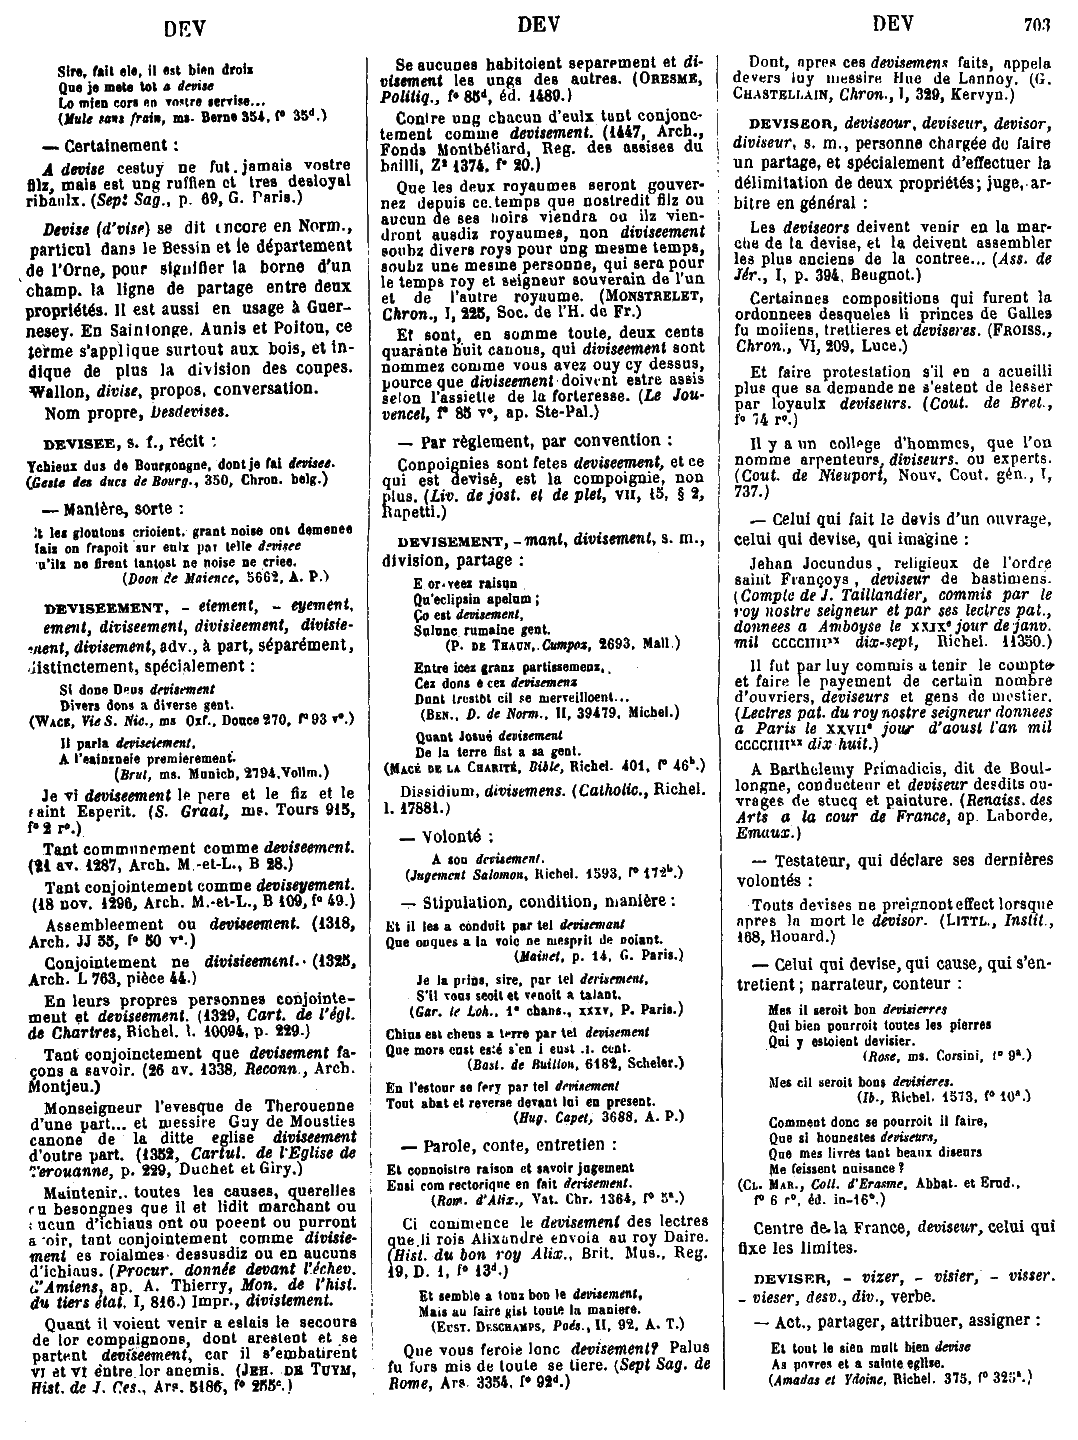 DEV
DEV
DEV
703
Sire, fait ele, il est bien droiz
Que je mete tot a devise
Lo mien cors en vostre servise...
(Mule sans frain, ms. Berne 354, f° 35d.)
— Certainement :
A devise cestuy ne fut jamais vostre
filz, mais est ung ruffien et tres desloyal
ribaulx. (Sept Sag., p. 69, G. Paris.)
Devise (d'vise) se dit encore en Norm.,
particul dans le Bessin et le département
de l'Orne, pour signifier la borne d'un
champ. la ligne de partage entre deux
propriétés. Il est aussi en usage à Guer-
nesey. En Saintonge. Aunis et Poitou, ce
terme s'applique surtout aux bois, et in-
dique de plus la division des coupes.
Wallon, divise, propos, conversation.
Nom propre, Desdevises.
DEVISEE, s. f., récit :
Ychieux dus de Bourgongne, dont je fai devisee.
(Geste des ducs de Bourg., 350, Chron. belg.)
— Manière, sorte :
Et les gloutons crioient. grant noise ont demenee
Mais on frapoit sur eulx par telle devisee
Qu'ilz ne firent tantost ne noise ne criee.
(Doon de Maience, 5662, A. P.)
DEVISEEMENT, - eiement, - eyement,
ement, diviseement, divisieement, divisie-
ment, divisement, adv., à part, séparément,
distinctement, spécialement :
Si done Deus devisement
Divers dons a diverse gent.
(WACE, Vie S. Nic., ms Oxf., Douce 270, f° 93 v°.)
Il parla deviseiement,
A l'eainzneie premierement.
(Brut, ms. Munich, 2794, Vollm.)
Je vi deviseement le pere et le fiz et le
saint Esperit. (S. Graal, ms. Tours 915,
f° 2 r°.)
Tant communement comme deviseement.
(21 av. 1287, Arch. M.-et-L., B 28.)
Tant conjointement comme deviseyement.
(18 nov. 1296, Arch. M.-et-L., B 109, f° 49.)
Assembleement ou deviseement. (1318,
Arch. JJ 55, f° 50 v°.)
Conjointement ne divisieement. (1325,
Arch. L 763, pièce 44.)
En leurs propres personnes conjointe-
ment et deviseement. (1329, Cart. de l'égl.
de Chartres, Richel. l. 10094, p. 229.)
Tant conjoinctement que devisement fa-
çons a savoir. (26 av. 1338, Reconn., Arch.
Montjeu.)
Monseigneur l'evesque de Therouenne
d'une part... et messire Guy de Mousties
canone de la ditte eglise diviseement
d'outre part. (1352, Cartul. de l'Eglise de
Terouanne, p. 229, Duchet et Giry.)
Maintenir.. toutes les causes, querelles
ou besongnes que il et lidit marchant ou
aucun d'ichiaus ont ou poeent ou purront
avoir, tant conjointement comme divisie-
ment es roialmes dessusdiz ou en aucuns
d'ichiaus. (Procur. donnée devant l'échev.
d'Amiens, ap. A. Thierry, Mon. de l'hist.
du tiers état. I, 816.) Impr., divistement.
Quant il voient venir a eslais le secours
de lor compaignons, dont arestent et se
partent deviseement, car il s'embatirent
VI et VI entre lor anemis. (JEH. DE TUYM,
Hist. de J. Ces., Ars. 5186, f° 255c.)
Se aucunes habitoient separement et di-
visement les ungs des autres. (ORESME,
Politiq., f° 85d, éd. 1489.)
Contre ung chacun d'eulx tant conjonc-
tement comme devisement. (1447, Arch.,
Fonds Montbéliard, Reg. des assises du
bailli, Z² 1374, f° 20.)
Que les deux royaumes seront gouver-
nez depuis ce temps que nostredit filz ou
aucun de ses hoirs viendra ou ilz vien-
dront ausdiz royaumes, non diviseement
soubz divers roys pour ung mesme temps,
soubz une mesme personne, qui sera pour
le temps roy et seigneur souverain de l'un
et de l'autre royaume. (MONSTRELET,
Chron., I, 225, Soc. de l'H. de Fr.)
Et sont, en somme toute, deux cents
quarante huit canons, qui diviseement sont
nommez comme vous avez ouy cy dessus,
pource que diviseement doivent estre assis
selon l'assiette de la forteresse. (Le Jou-
vencel, f° 85 v°, ap. Ste-Pal.)
— Par règlement, par convention :
Conpoignies sont fetes deviseement, et ce
qui est devisé, est la compoignie, non
plus. (Liv. de jost. et de plet, VII, 15, § 2,
Rapetti.)
DEVISEMENT, - mant, divisement, s. m.,
division, partage :
E or veez raisun
Qu'eclipsin apelum ;
Ço est devisement,
Sulunc rumaine gent.
(P. DE THAUN, Cumpoz, 2693, Mall.)
Entre icez granz partissemenz,
Cez dons e cez devisemenz
Dunt trestot cil se merveilloent...
(BEN., D. de Norm., II, 39479, Michel.)
Quant Josué devisement
De la terre fist a sa gent.
(MACÉ DE LA CHARITÉ, Bible, Richel. 401, f° 46b.)
Dissidium, divisemens. (Catholic., Richel.
l. 17881.)
— Volonté :
A son devisement.
(Jugement Salomon, Richel. 1593, f° 172b.)
— Stipulation, condition, manière :
Et il les a conduit par tel devisemant
Que onques a la voie ne mesprit de noiant.
(Mainet, p. 14, G. Paris.)
Je la prins, sire, par tel devisement,
S'il vous seoit et venoit a talant.
(Gar. le Loh., 1e chans., XXXV, P. Paris.)
Chius est chens a terre par tel devisement
Que mors eust esté s'en i eust .i. cent.
(Bast. de Buillon, 6182, Scheler.)
En l'estour se fery par tel devisement
Tout abat et reverse devant lui en present.
(Hug. Capet, 3688, A. P.)
— Parole, conte, entretien :
Et connoistre raison et savoir jugement
Ensi com rectorique en fait devisement.
(Rom. d'Alix., Vat. Chr. 1364, f° 5a.)
Ci commence le devisement des lectres
que li rois Alixandre envoia au roy Daire.
(Hist. du bon roy Alix., Brit. Mus., Reg.
19, D. 1, f° 13d.)
Et semble a touz bon le devisement,
Mais au faire gist toute la maniere.
(EUST. DESCHAMPS, Poés., II, 92, A. T.)
Que vous feroie lonc devisement? Palus
fu furs mis de toute se tiere. (Sept Sag. de
Rome, Ars. 3354, f° 92d.)
Dont, apres ces devisemens faits, appela
devers luy messire Hue de Lannoy. (G.
CHASTELLAIN, Chron., I, 329, Kervyn.)
DEVISEOR, deviseour, deviseur, devisor,
diviseur, s. m., personne chargée de faire
un partage, et spécialement d'effectuer la
délimitation de deux propriétés; juge, ar-
bitre en général :
Les deviseors deivent venir en la mar-
che de la devise, et la deivent assembler
les plus anciens de la contree... (Ass. de
Jér., I, p. 394, Beugnot.)
Certainnes compositions qui furent la
ordonnees desqueles li princes de Galles
fu moiiens, trettieres et deviseres. (FROISS.,
Chron., VI, 209, Luce.)
Et faire protestation s'il en a acueilli
plus que sa demande ne s'estent de lesser
par loyaulx deviseurs. (Cout. de Bret.,
f° 74 r°.)
Il y a un college d'hommes, que l'on
nomme arpenteurs, diviseurs. ou experts.
(Cout. de Nieuport, Nouv. Cout. gén., I,
737.)
— Celui qui fait le devis d'un ouvrage,
celui qui devise, qui imagine :
Jehan Jocundus, religieux de l'ordre
saint Françoys, deviseur de bastimens.
(Compte de J. Taillandier, commis par le
roy nostre seigneur et par ses lectres pat.,
donnees a Amboyse le XXIXe jour de janv.
mil CCCCIIIIxx dix-sept, Richel. 11350.)
Il fut par luy commis a tenir le compte
et faire le payement de certain nombre
d'ouvriers, deviseurs et gens de mestier.
(Lectres pat. du roy nostre seigneur donnees
a Paris le XXVIIe jour d'aoust l'an mil
CCCCIIIIxx dix huit.)
A Barthelemy Primadicis, dit de Boul-
longne, conducteur et deviseur desdits ou-
vrages de stucq et painture. (Renaiss. des
Arts a la cour de France, ap. Laborde,
Emaux.)
— Testateur, qui déclare ses dernières
volontés :
Touts devises ne preignont effect lorsque
apres la mort le devisor. (LITTL., Instit.,
168, Houard.)
— Celui qui devise, qui cause, qui s'en-
tretient ; narrateur, conteur :
Mes il seroit bon devisierres
Qui bien pourroit toutes les pierres
Qui y estoient devisier.
(Rose, ms. Corsini, f° 9a.)
Mes cil seroit bons devisieres.
(Ib., Richel. 1573, f° 10a.)
Comment donc se pourroit il faire,
Que si honnestes deviseurs,
Que mes livres tant beaux diseurs
Me feissent nuisance ?
(CL. MAR., Coll. d'Erasme, Abbat. et Erud.,
f° 6 r°, éd. in-16°.)
Centre de la France, deviseur, celui qui
fixe les limites.
DEVISER, - vizer, - visier, - visser.
- vieser, desv., div., verbe.
— Act., partager, attribuer, assigner :
Et tout le sien mult bien devise
As povres et a sainte eglise.
(Amadas et Ydoine, Richel. 375, f° 325a.)